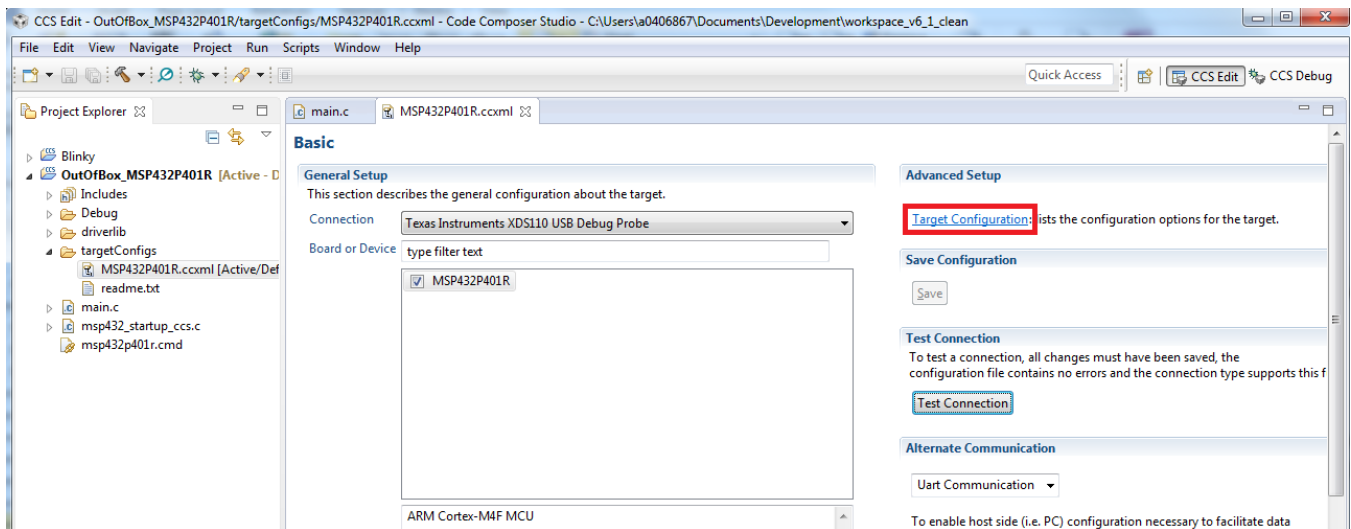 CCS Edit - OutOfBox_MSP432P401R/targetConfigs/MSP432P401R.ccxml - Code Composer Studio - C:\Users\a0406867\Documents\Development\workspace_v6_1_clean
File Edit View Navigate Project Run Scripts Window Help
Quick Access
CCS Edit
CCS Debug
Project Explorer
main.c
MSP432P401R.ccxml
Blinky
OutOfBox_MSP432P401R [Active - D
Includes
Debug
driverlib
targetConfigs
MSP432P401R.ccxml [Active/Def
readme.txt
main.c
msp432_startup_ccs.c
msp432p401r.cmd
Basic
General Setup
This section describes the general configuration about the target.
Connection Texas Instruments XDS110 USB Debug Probe
Board or Device type filter text
MSP432P401R
ARM Cortex-M4F MCU
Advanced Setup
Target Configuration: lists the configuration options for the target.
Save Configuration
Save
Test Connection
To test a connection, all changes must have been saved, the
configuration file contains no errors and the connection type supports this f
Test Connection
Alternate Communication
Uart Communication
To enable host side (i.e. PC) configuration necessary to facilitate data